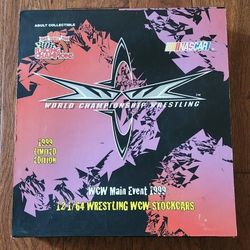 ADULT COLLECTIBLE
NASCAR
WORLD CHAMPIONSHIP WRESTLING
1999
LIMITED
EDITION
WCW Main Event 1999
12 1/64 WRESTLING WCW STOCKCARS